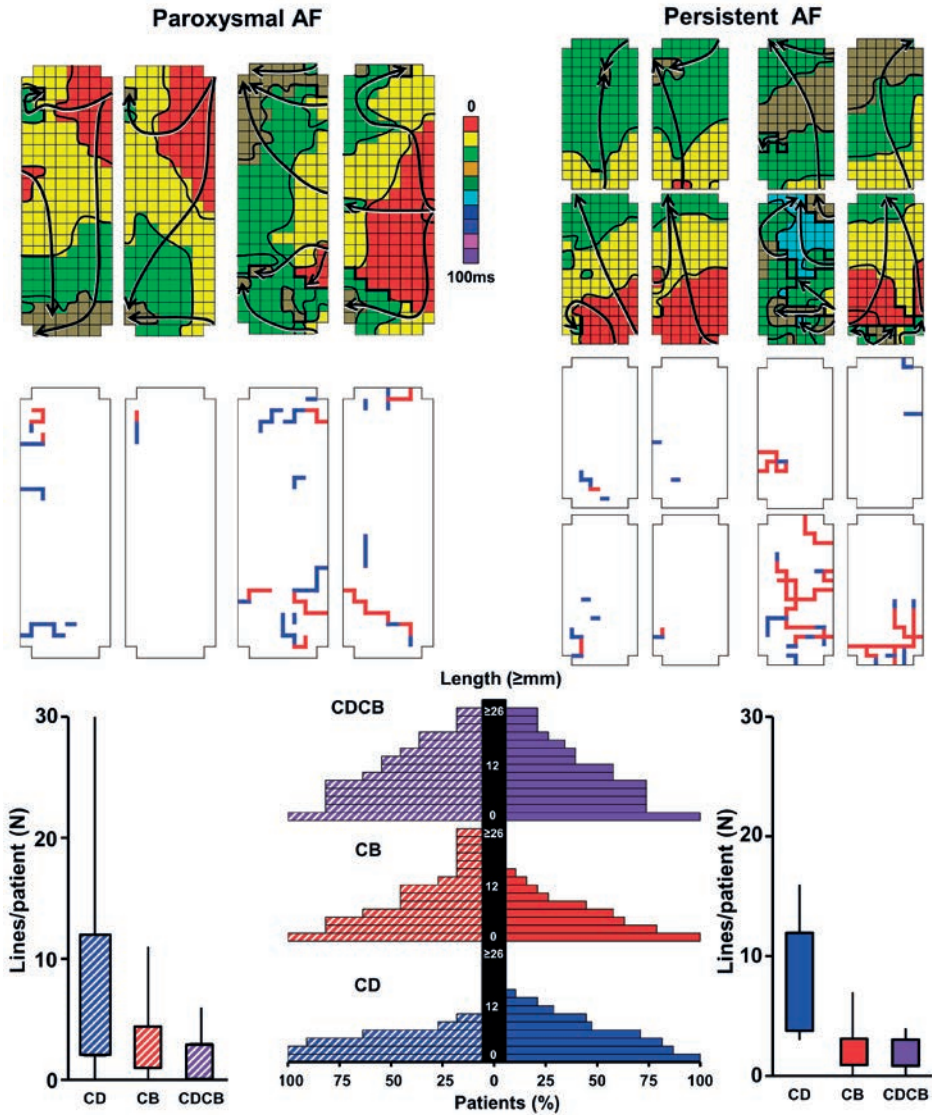 Paroxysmal AF
Persistent AF
0
100ms
Length (≥mm)
CDCB
≥26
12
0
CB
≥26
12
0
CD
≥26
12
0
100
75
50
25
0
25
50
75
100
Patients (%)
Lines/patient (N)
30
20
10
0
CD
CB
CDCB
Lines/patient (N)
30
20
10
0
CD
CB
CDCB